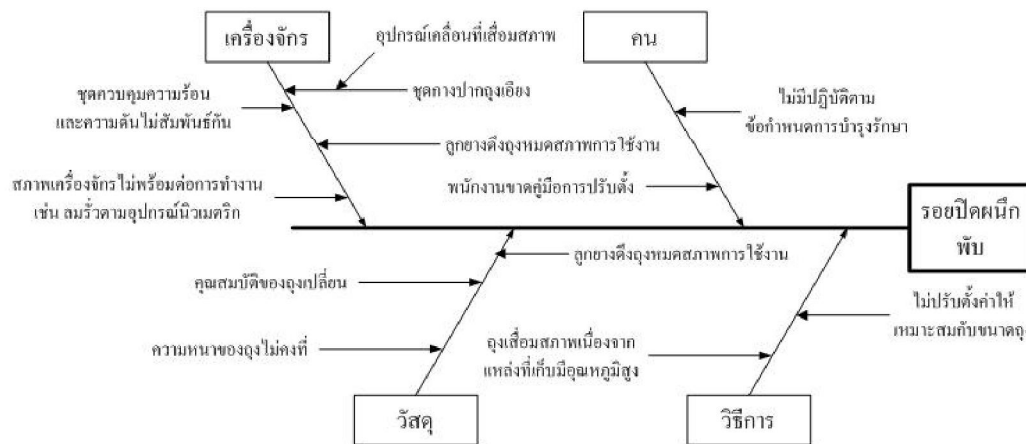 เครื่องจักร
อุปกรณ์เคลื่อนที่เสื่อมสภาพ
คน
ชุดควบคุมความร้อน
และความดันไม่สัมพันธ์กัน
ชุดกางปากถุงเอียง
ไม่มีปฏิบัติตาม
ข้อกำหนดการบำรุงรักษา
ลูกยางดึงถุงหมดสภาพการใช้งาน
สภาพเครื่องจักรไม่พร้อมต่อการทำงาน
เช่น ลมรั่วตามอุปกรณ์นิวเมตริก
พนักงานขาดคู่มือการปรับตั้ง
รอยปิดผนึก
พับ
ลูกยางดึงถุงหมดสภาพการใช้งาน
คุณสมบัติของถุงเปลี่ยน
ไม่ปรับตั้งค่าให้
เหมาะสมกับขนาดถุง
ความหนาของถุงไม่คงที่
ถุงเสื่อมสภาพเนื่องจาก
แหล่งที่เก็บมีอุณหภูมิสูง
วัสดุ
วิธีการ